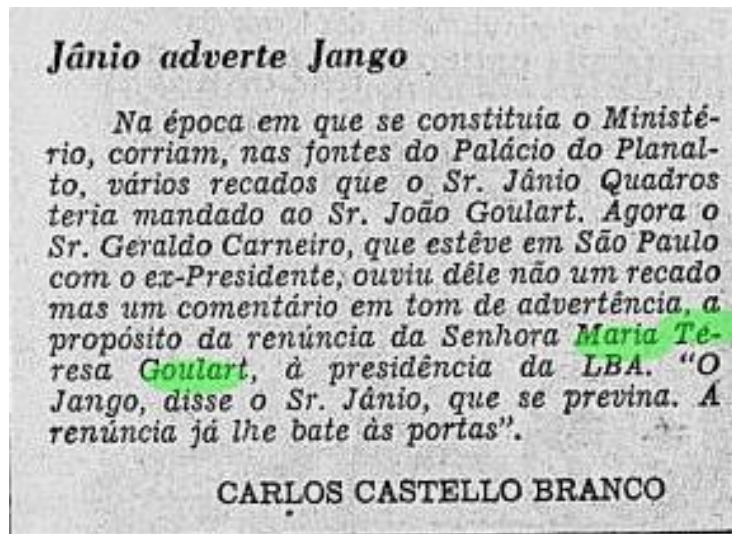 Jânio adverte Jango
Na época em que se constituía o Ministé-
rio, corriam, nas fontes do Palácio do Planal-
to, vários recados que o Sr. Jânio Quadros
teria mandado ao Sr. João Goulart. Agora o
Sr. Geraldo Carneiro, que estêve em São Paulo
com o ex-Presidente, ouviu dêle não um recado
mas um comentário em tom de advertência, a
propósito da renúncia da Senhora Maria Te-
resa Goulart, à presidência da LBA. "O
Jango, disse o Sr. Jânio, que se previna. A
renúncia já lhe bate às portas".
CARLOS CASTELLO BRANCO